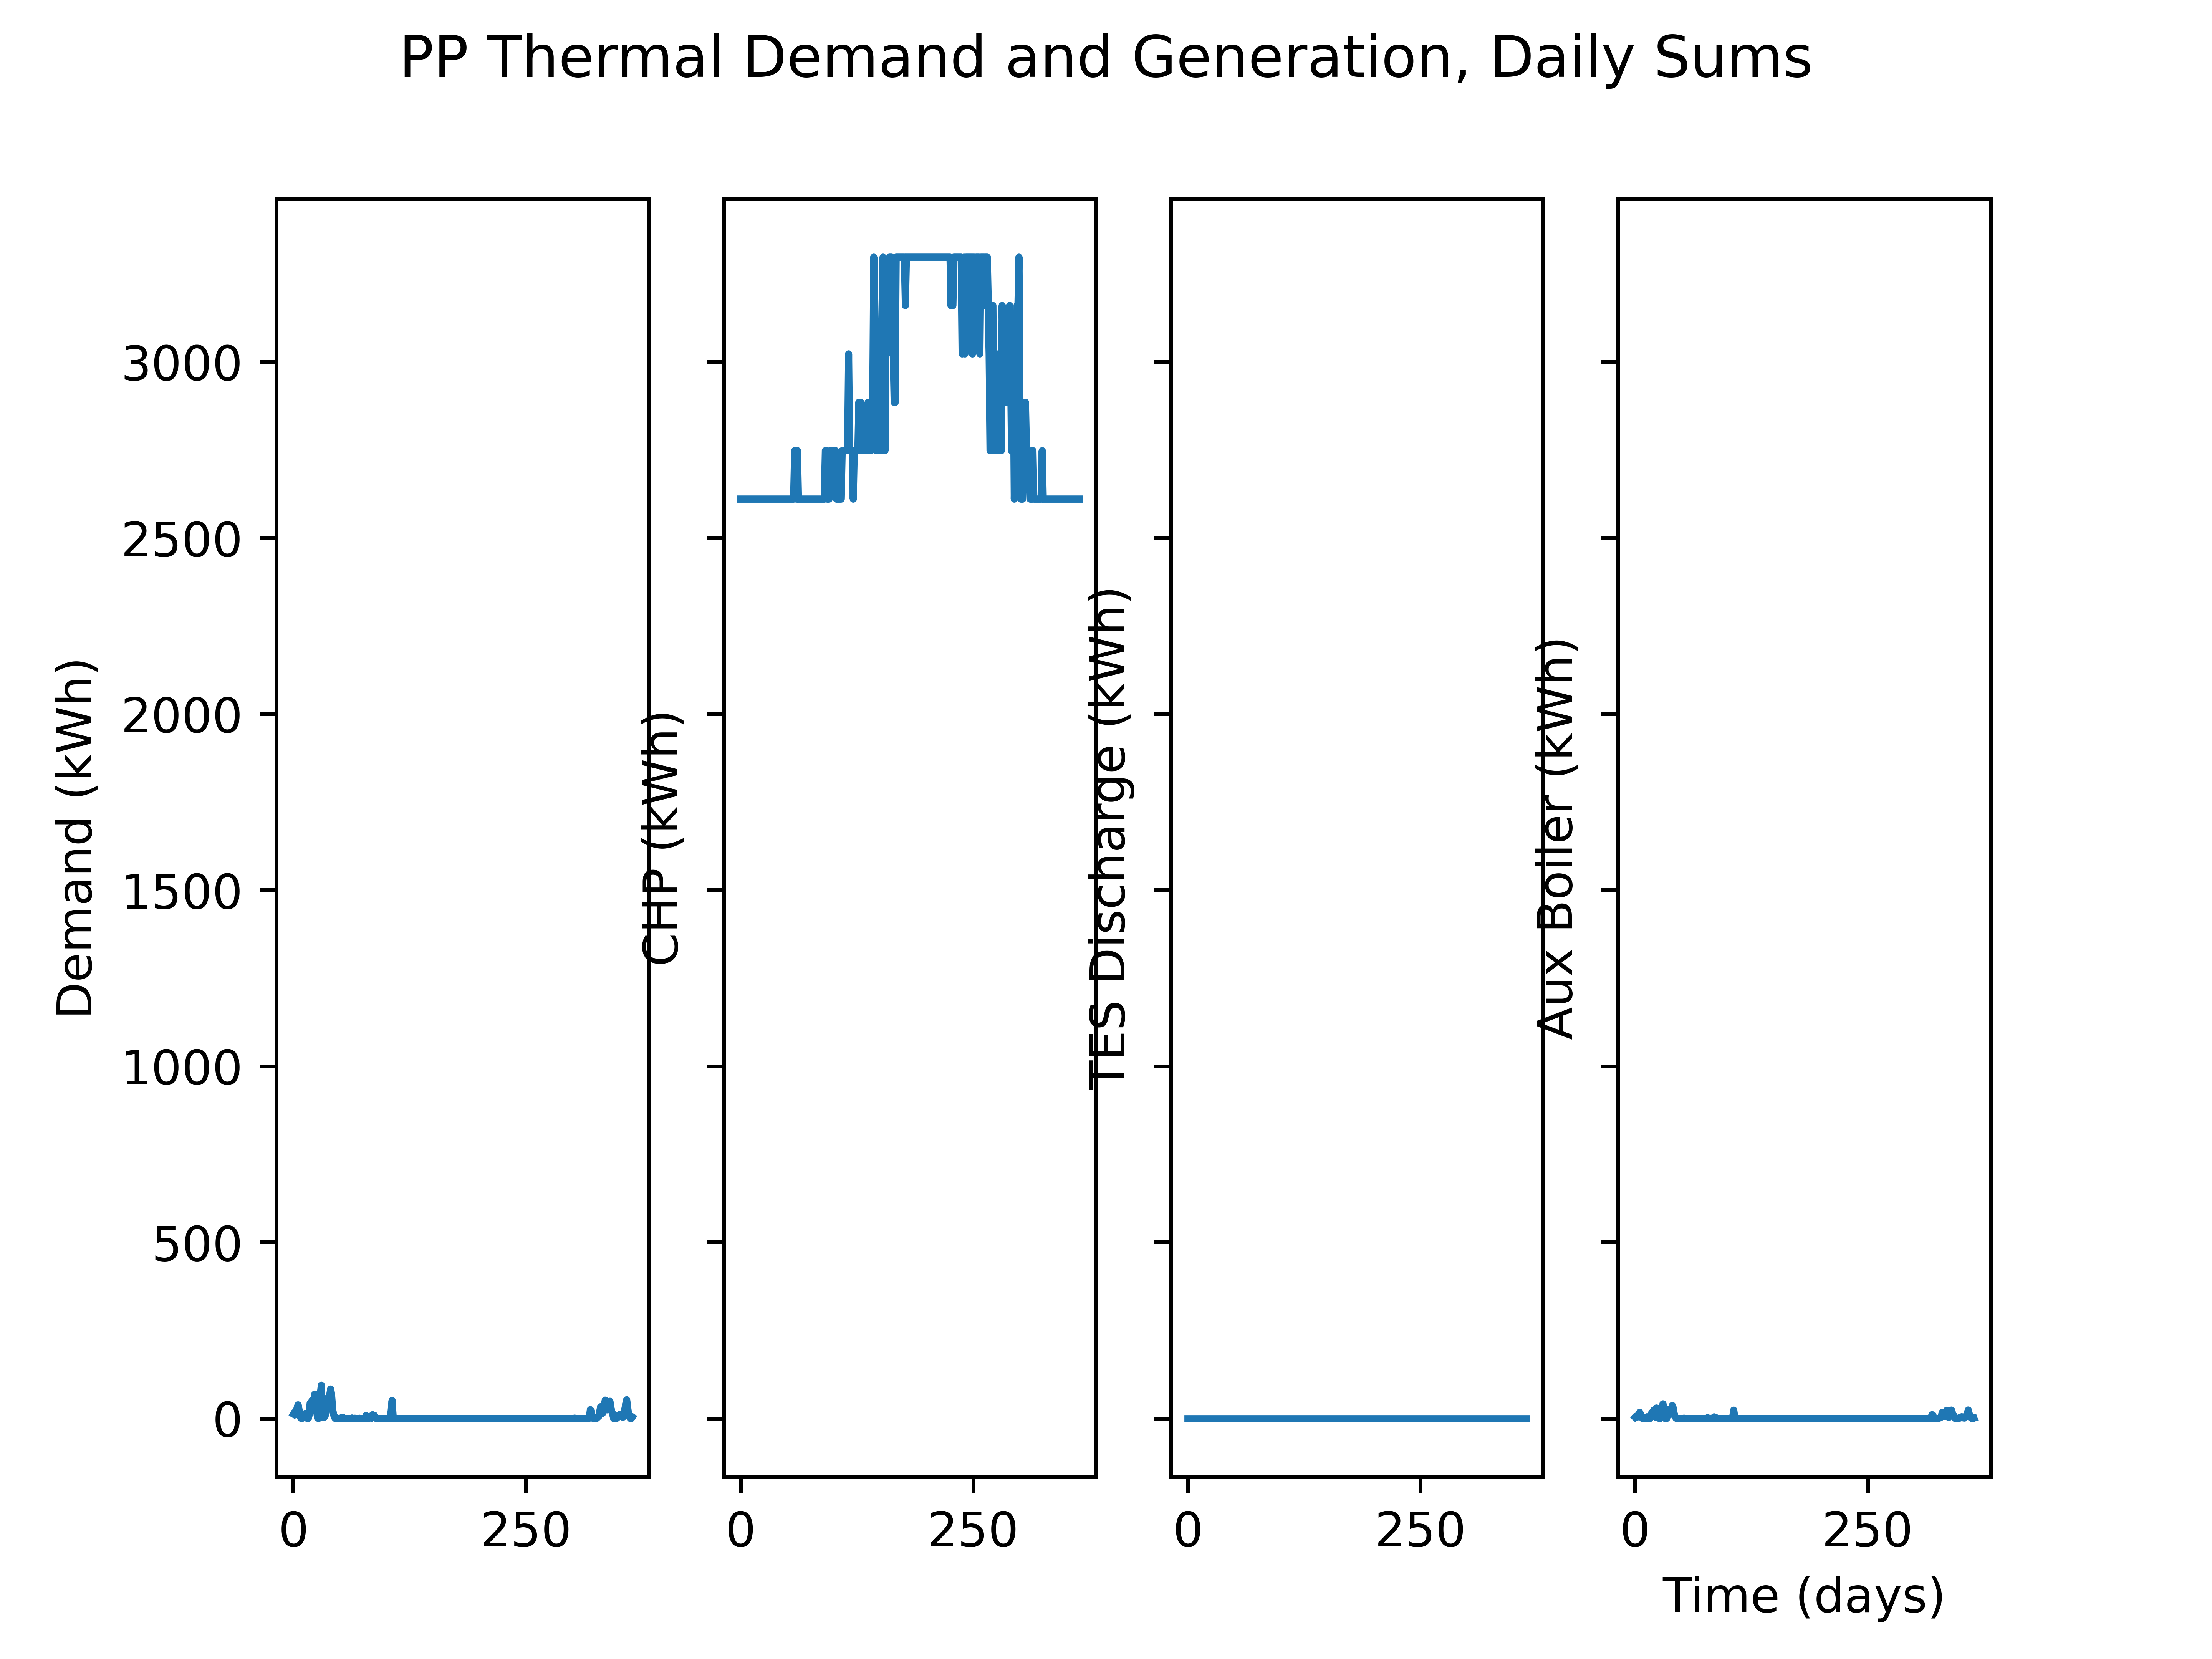 PP Thermal Demand and Generation, Daily Sums
Demand (kWh)
3000
2500
2000
1500
1000
500
0
0 250
CHP (kWh)
0 250
TES Discharge (kWh)
0 250
Aux Boiler (kWh)
0 250
Time (days)